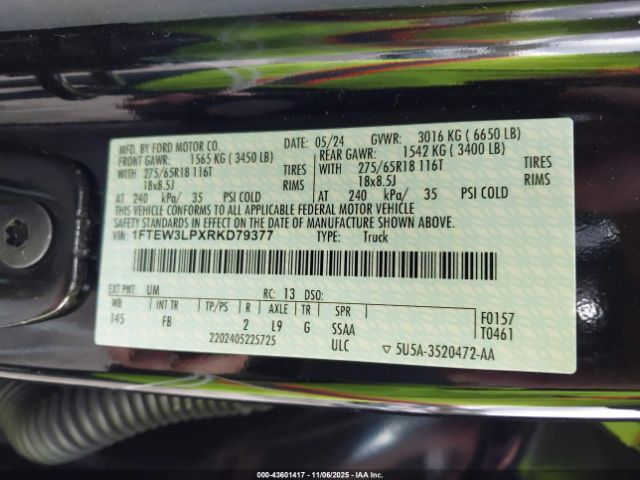 MFD. BY FORD MOTOR CO. DATE: 05/24 GVWR: 3016 KG ( 6650 LB)
FRONT GAWR: 1565 KG ( 3450 LB) REAR GAWR: 1542 KG ( 3400 LB)
WITH 275/65R18 116T TIRES WITH 275/65R18 116T TIRES
18x8.5J RIMS 18x8.5J RIMS
AT 240 kPa/ 35 PSI COLD AT 240 kPa/ 35 PSI COLD
THIS VEHICLE CONFORMS TO ALL APPLICABLE FEDERAL MOTOR VEHICLE
SAFETY STANDARDS IN EFFECT ON THE DATE OF MANUFACTURE SHOWN ABOVE.
VIN: 1FTEW3LPXRKD79377 TYPE: Truck
EXT PNT: UM RC: 13 DSO:
WB INT TR TP/PS R AXLE TR SPR F0157
145 FB 2 L9 G SSAA T0461
2202405225725 ULC ▽ 5U5A-3520472-AA
00-43601417 - 11/06/2025 - IAA Inc.